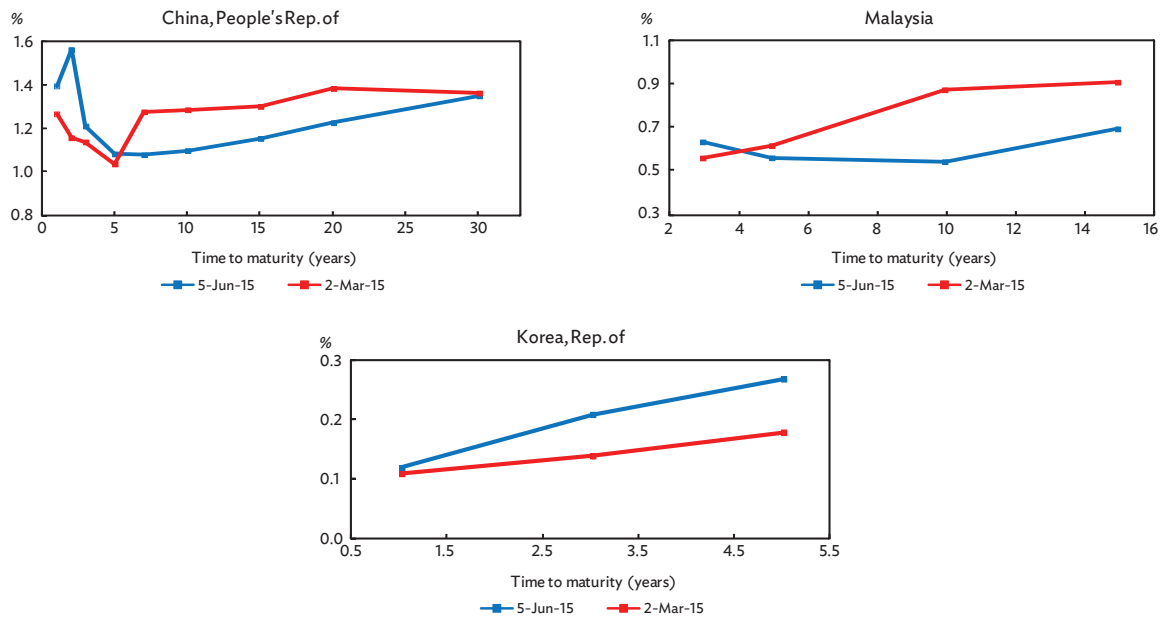 %
China, People's Rep. of
1.6
1.4
1.2
1.0
0.8
0 5 10 15 20 25 30
Time to maturity (years)
5-Jun-15 2-Mar-15
%
Malaysia
1.1
0.9
0.7
0.5
0.3
2 4 6 8 10 12 14 16
Time to maturity (years)
5-Jun-15 2-Mar-15
%
Korea, Rep. of
0.3
0.2
0.1
0.0
0.5 1.5 2.5 3.5 4.5 5.5
Time to maturity (years)
5-Jun-15 2-Mar-15